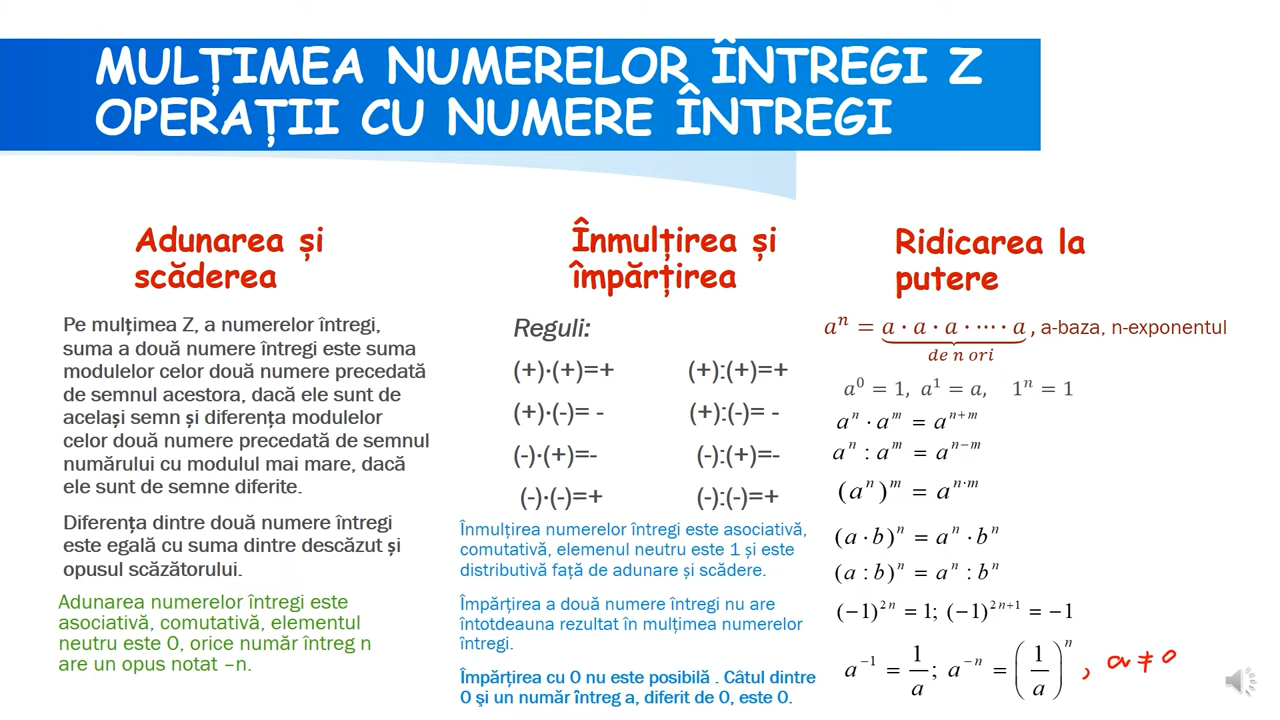 MULȚIMEA NUMERELOR ÎNTREGI Z
OPERAȚII CU NUMERE ÎNTREGI
Adunarea și
scăderea
Pe mulțimea Z, a numerelor întregi,
suma a două numere întregi este suma
modulelor celor două numere precedată
de semnul acestora, dacă ele sunt de
același semn și diferența modulelor
celor două numere precedată de semnul
numărului cu modulul mai mare, dacă
ele sunt de semne diferite.
Diferența dintre două numere întregi
este egală cu suma dintre descăzut și
opusul scăzătorului.
Adunarea numerelor întregi este
asociativă, comutativă, elementul
neutru este 0, orice număr întreg n
are un opus notat –n.
Înmulțirea și
împărțirea
Reguli:
(+)·(+)=+ (+):(+)=+
(+)·(-)= - (+):(-)= -
(-)·(+)=- (-):(+)=-
(-)·(-)=+ (-):(-)=+
Înmulțirea numerelor întregi este asociativă,
comutativă, elemenul neutru este 1 și este
distributivă față de adunare și scădere.
Împărțirea a două numere întregi nu are
întotdeauna rezultat în mulțimea numerelor
întregi.
Împărțirea cu 0 nu este posibilă . Câtul dintre
0 și un număr întreg a, diferit de 0, este 0.
Ridicarea la
putere
aⁿ = a · a · a · ⋯ · a , a-baza, n-exponentul
de n ori
a⁰ = 1, a¹ = a, 1ⁿ = 1
aⁿ · aᵐ = aⁿ⁺ᵐ
aⁿ : aᵐ = aⁿ⁻ᵐ
(aⁿ)ᵐ = aⁿ·ᵐ
(a · b)ⁿ = aⁿ · bⁿ
(a : b)ⁿ = aⁿ : bⁿ
(−1)²ⁿ = 1; (−1)²ⁿ⁺¹ = −1
a⁻¹ = 1/a ; a⁻ⁿ = (1/a)ⁿ , a ≠ 0